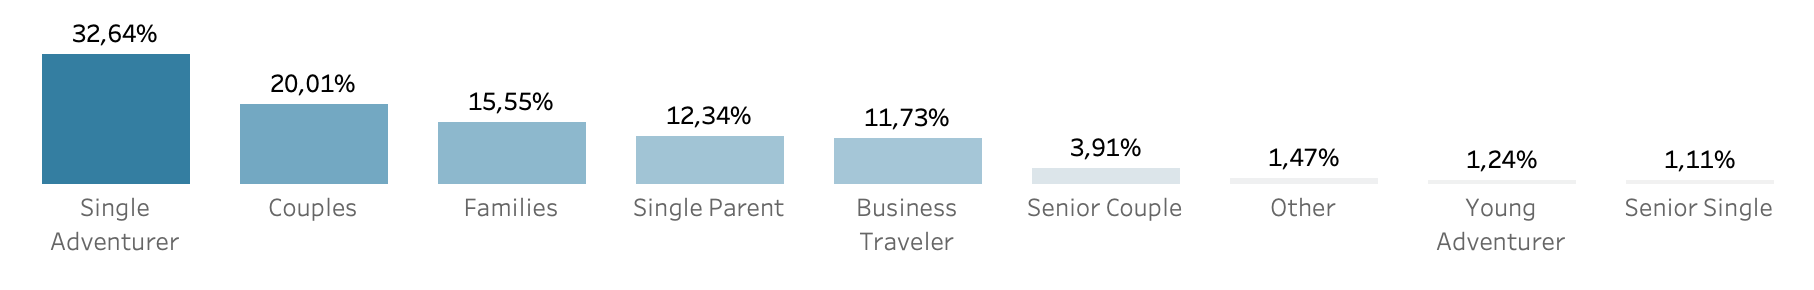 32,64%
20,01%
15,55%
12,34%
11,73%
3,91%
1,47%
1,24%
1,11%
Single
Adventurer
Couples
Families
Single Parent
Business
Traveler
Senior Couple
Other
Young
Adventurer
Senior Single